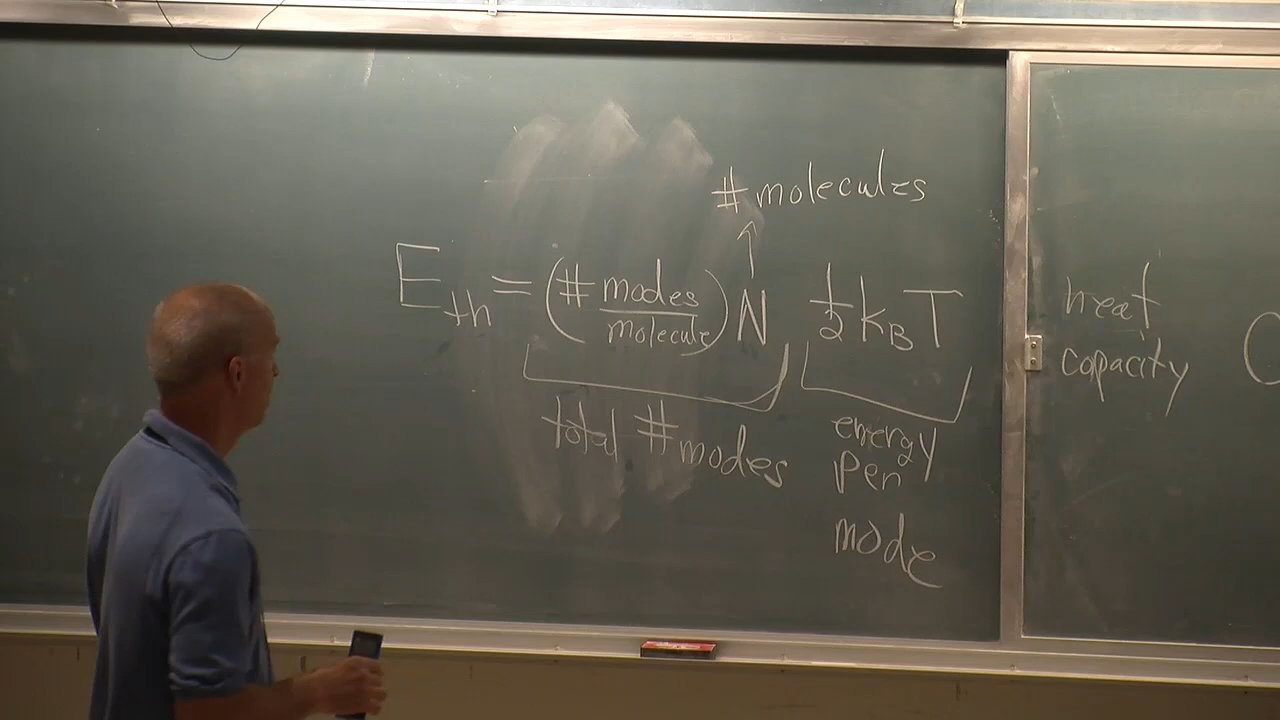 # molecules
↑
E_th = (# modes/molecule) N ½ k_B T
total # modes
energy
per
mode
heat
capacity
C